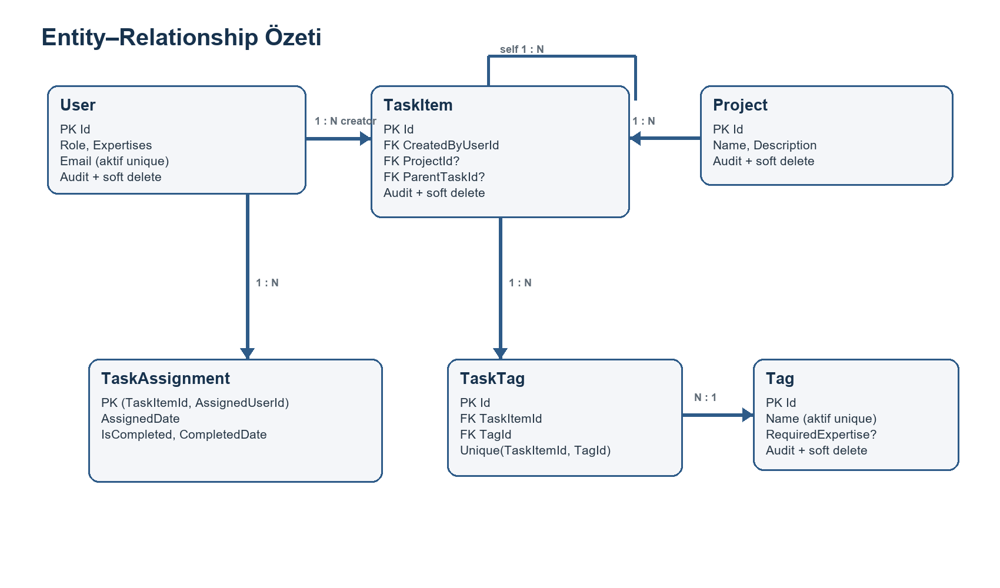 Entity–Relationship Özeti
self 1 : N
User
PK Id
Role, Expertises
Email (aktif unique)
Audit + soft delete
1 : N creator
TaskItem
PK Id
FK CreatedByUserId
FK ProjectId?
FK ParentTaskId?
Audit + soft delete
1 : N
Project
PK Id
Name, Description
Audit + soft delete
1 : N
1 : N
TaskAssignment
PK (TaskItemId, AssignedUserId)
AssignedDate
IsCompleted, CompletedDate
TaskTag
PK Id
FK TaskItemId
FK TagId
Unique(TaskItemId, TagId)
N : 1
Tag
PK Id
Name (aktif unique)
RequiredExpertise?
Audit + soft delete